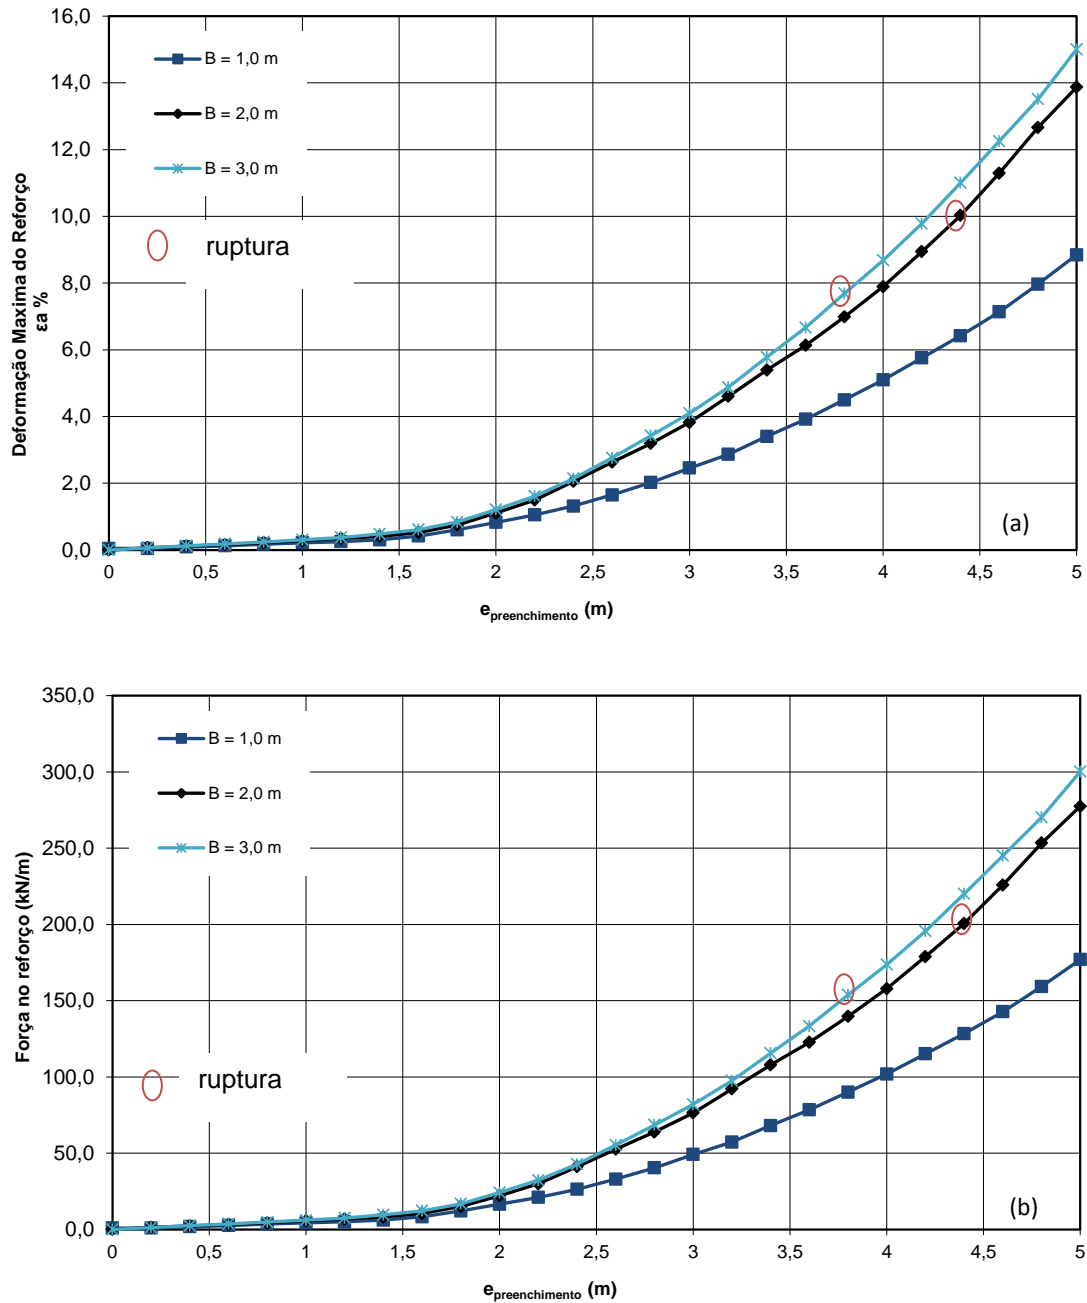 16,0
14,0
12,0
10,0
8,0
6,0
4,0
2,0
0,0
Deformação Maxima do Reforço
εa %
B = 1,0 m
B = 2,0 m
B = 3,0 m
ruptura
(a)
0 0,5 1 1,5 2 2,5 3 3,5 4 4,5 5
epreenchimento (m)
350,0
300,0
250,0
200,0
150,0
100,0
50,0
0,0
Força no reforço (kN/m)
B = 1,0 m
B = 2,0 m
B = 3,0 m
ruptura
(b)
0 0,5 1 1,5 2 2,5 3 3,5 4 4,5 5
epreenchimento (m)